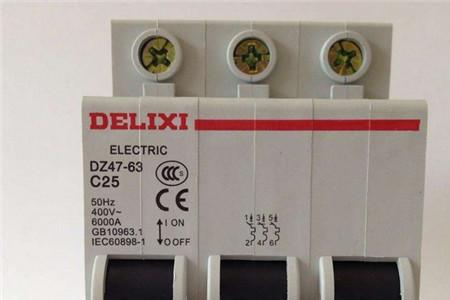 DELIXI
ELECTRIC
DZ47-63
C25
CCC
CE
50Hz
400V~
6000A
GB10963.1
IEC60898-1
I ON
O OFF
1 3 5
2 4 6